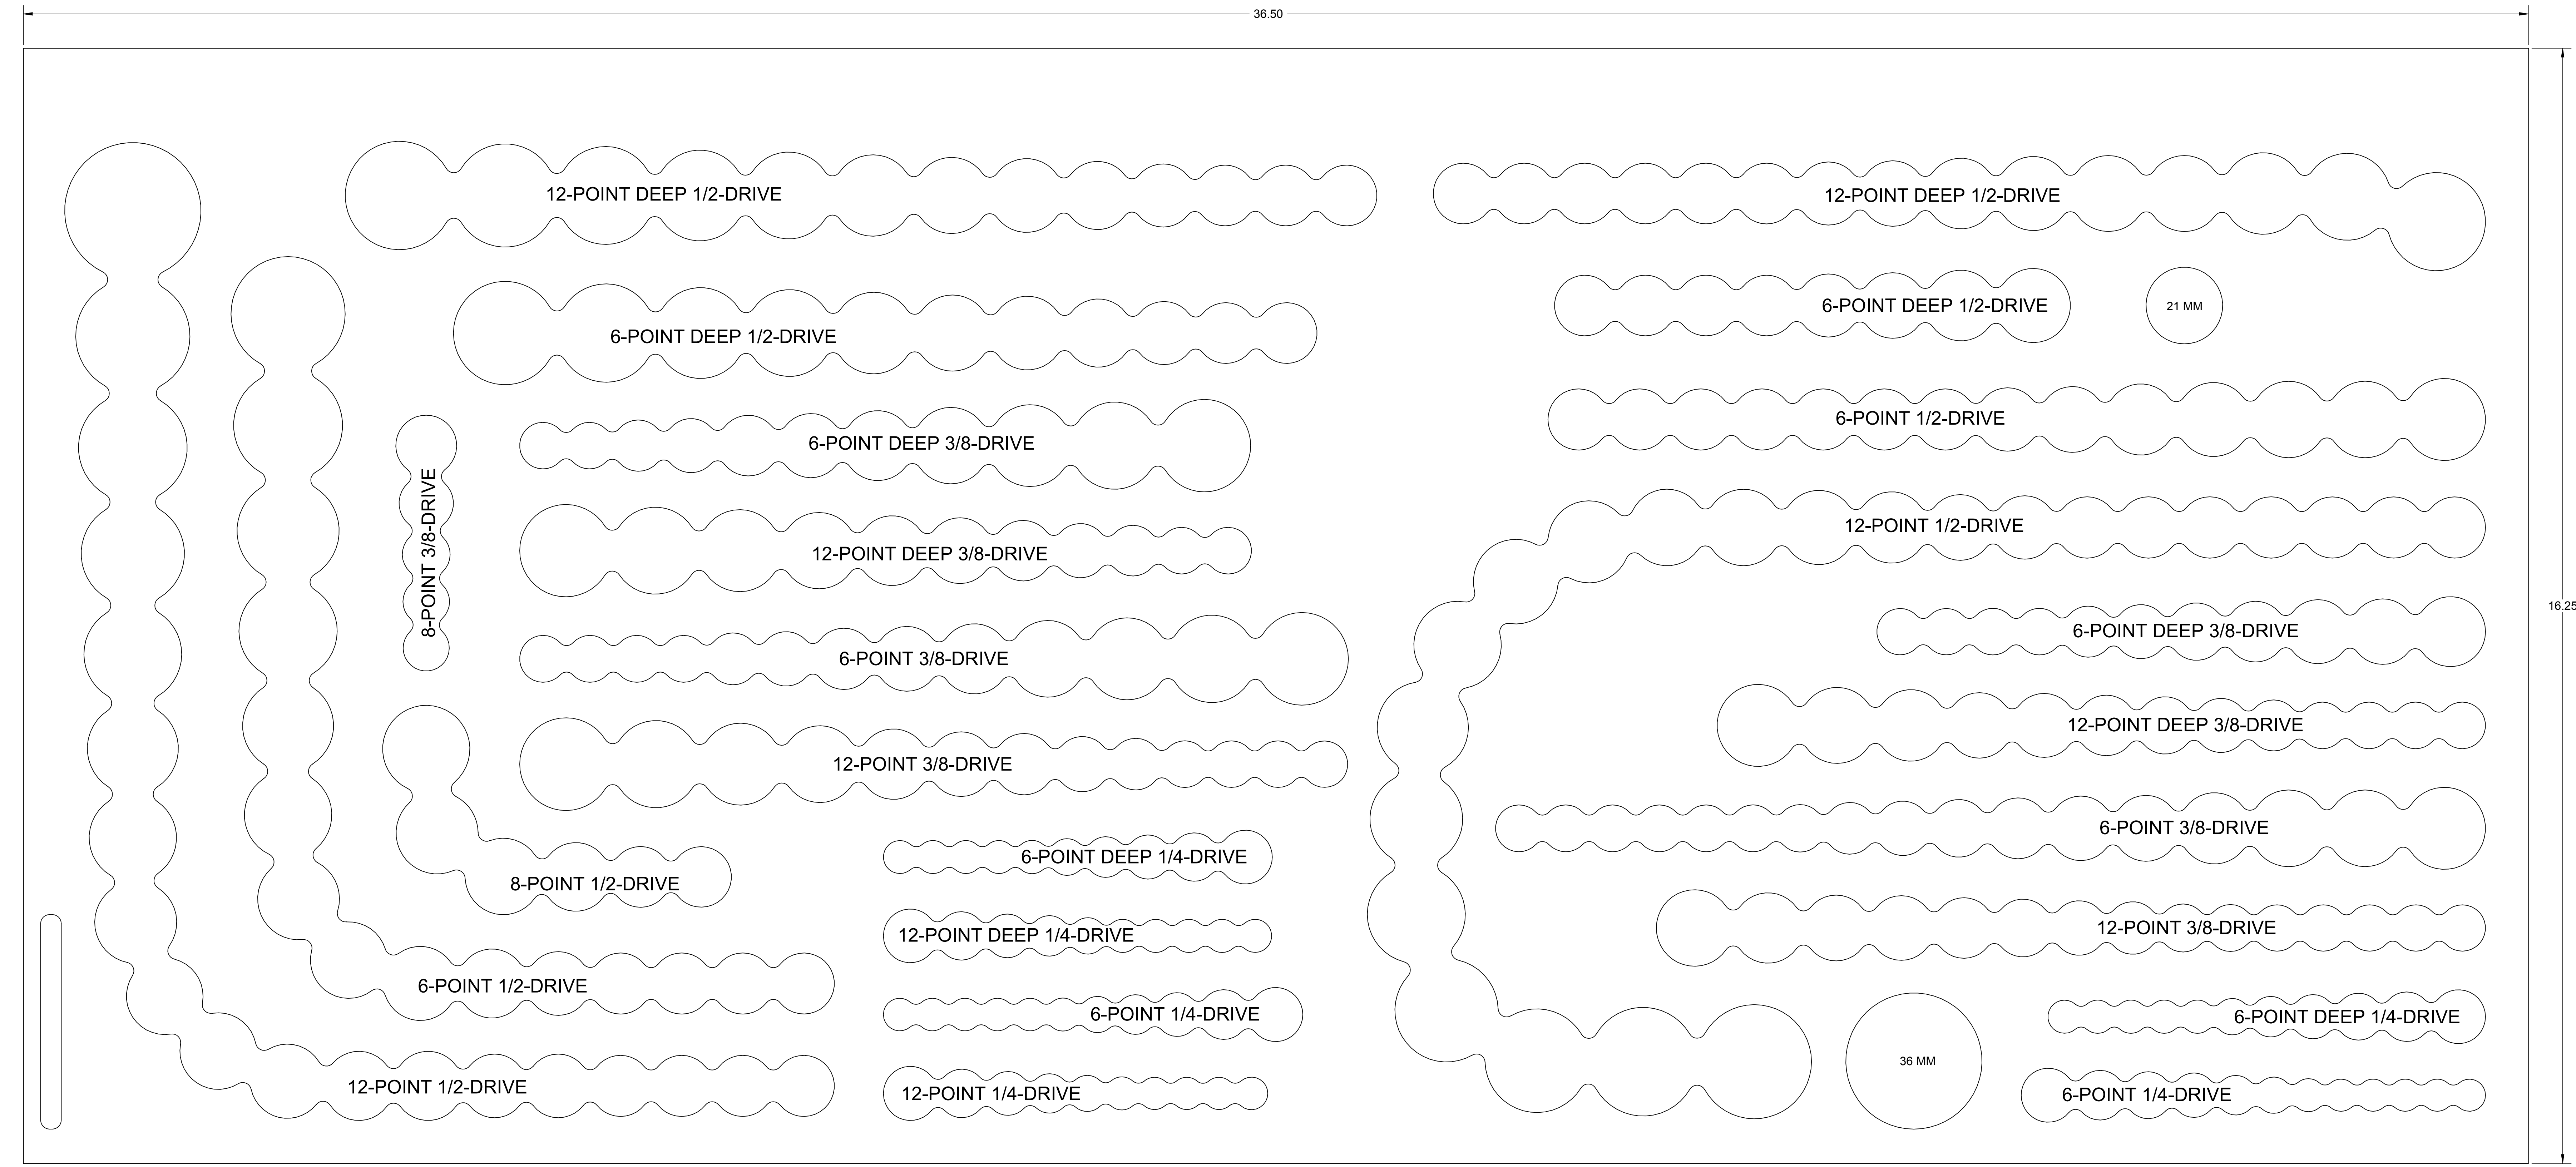 36.50
12-POINT DEEP 1/2-DRIVE
12-POINT DEEP 1/2-DRIVE
6-POINT DEEP 1/2-DRIVE
21 MM
6-POINT DEEP 1/2-DRIVE
6-POINT 1/2-DRIVE
6-POINT DEEP 3/8-DRIVE
12-POINT 1/2-DRIVE
8-POINT 3/8-DRIVE
12-POINT DEEP 3/8-DRIVE
16.25
6-POINT DEEP 3/8-DRIVE
6-POINT 3/8-DRIVE
12-POINT DEEP 3/8-DRIVE
12-POINT 3/8-DRIVE
6-POINT 3/8-DRIVE
6-POINT DEEP 1/4-DRIVE
8-POINT 1/2-DRIVE
12-POINT 3/8-DRIVE
12-POINT DEEP 1/4-DRIVE
6-POINT 1/2-DRIVE
6-POINT 1/4-DRIVE
6-POINT DEEP 1/4-DRIVE
36 MM
12-POINT 1/2-DRIVE
12-POINT 1/4-DRIVE
6-POINT 1/4-DRIVE